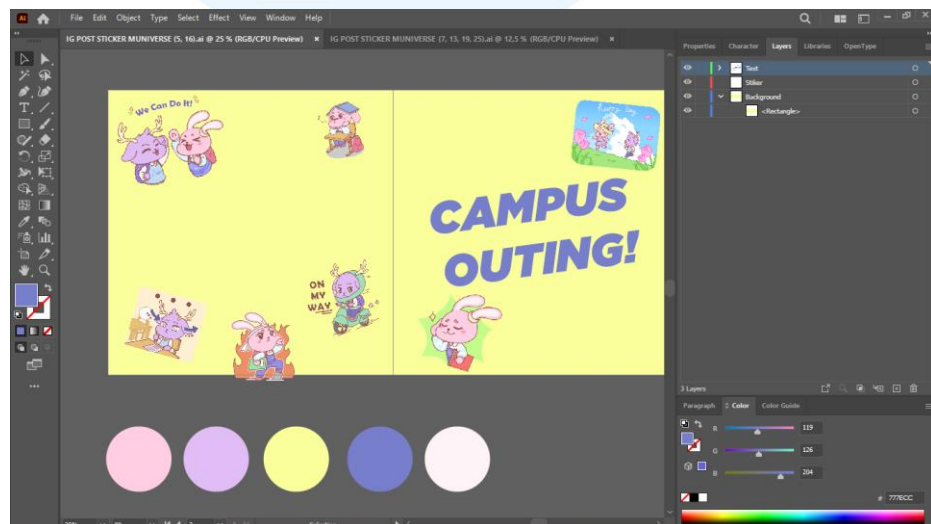 Ai File Edit Object Type Select Effect View Window Help
IG POST STICKER MUNIVERSE (5, 16).ai @ 25 % (RGB/CPU Preview) × IG POST STICKER MUNIVERSE (7, 13, 19, 25).ai @ 12,5 % (RGB/CPU Preview) ×
Properties Character Layers Libraries OpenType
Text
Stiker
Background
<Rectangle>
We Can Do It!
CAMPUS
OUTING!
ON
MY
WAY
3 Layers
Paragraph Color Color Guide
R 119
G 126
B 204
# 777ECC